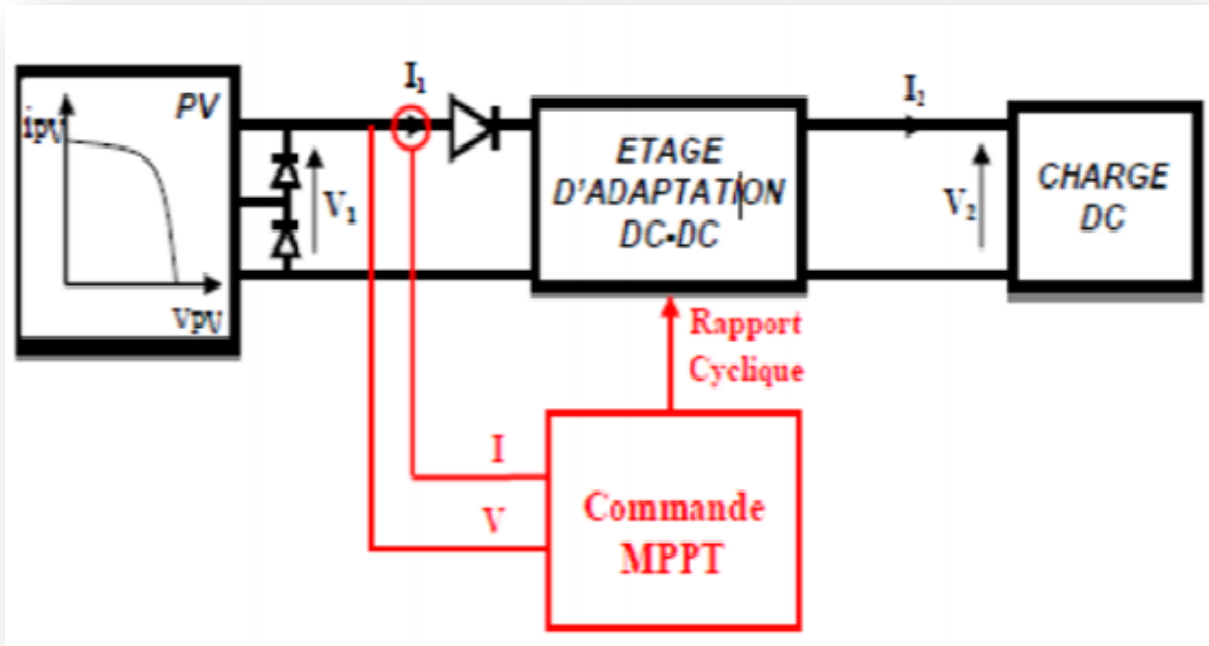 PV
iPV
VPV
V₁
I₁
ETAGE
D'ADAPTATION
DC-DC
I₂
V₂
CHARGE
DC
Rapport
Cyclique
I
V
Commande
MPPT